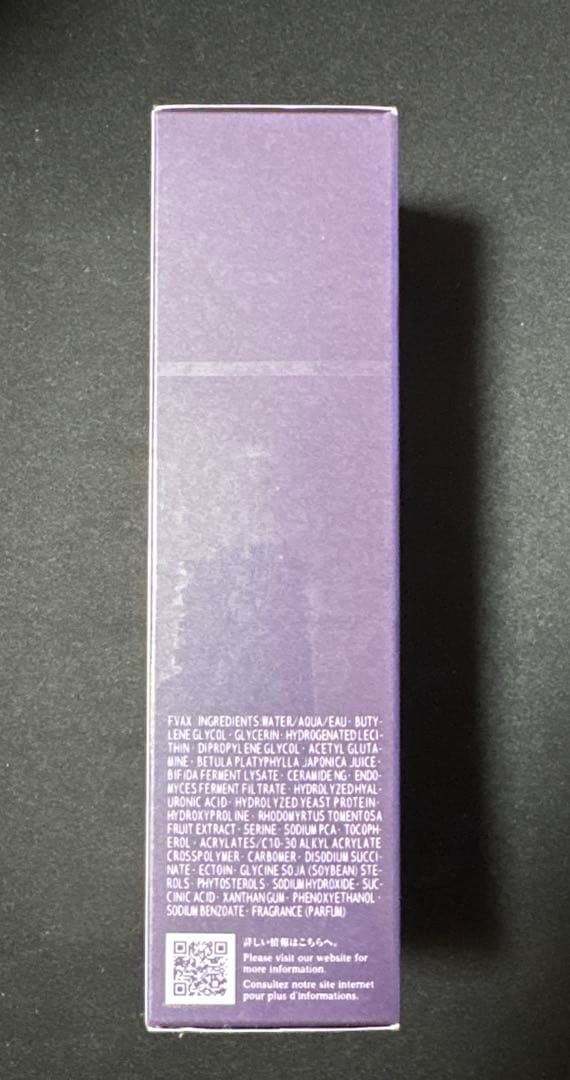 FVAX INGREDIENTS:WATER/AQUA/EAU· BUTY-
LENE GLYCOL · GLYCERIN · HYDROGENATED LECI-
THIN · DIPROPYLENE GLYCOL · ACETYL GLUTA-
MINE · BETULA PLATYPHYLLA JAPONICA JUICE ·
BIFIDA FERMENT LYSATE · CERAMIDE NG · ENDO-
MYCES FERMENT FILTRATE · HYDROLYZED HYAL-
URONIC ACID · HYDROLYZED YEAST PROTEIN ·
HYDROXYPROLINE · RHODOMYRTUS TOMENTOSA
FRUIT EXTRACT · SERINE · SODIUM PCA · TOCOPH-
EROL · ACRYLATES/C10-30 ALKYL ACRYLATE
CROSSPOLYMER · CARBOMER · DISODIUM SUCCI-
NATE · ECTOIN · GLYCINE SOJA (SOYBEAN) STE-
ROLS · PHYTOSTEROLS · SODIUM HYDROXIDE · SUC-
CINIC ACID · XANTHAN GUM · PHENOXYETHANOL ·
SODIUM BENZOATE · FRAGRANCE (PARFUM)
詳しい情報はこちらへ。
Please visit our website for
more information.
Consultez notre site internet
pour plus d'informations.